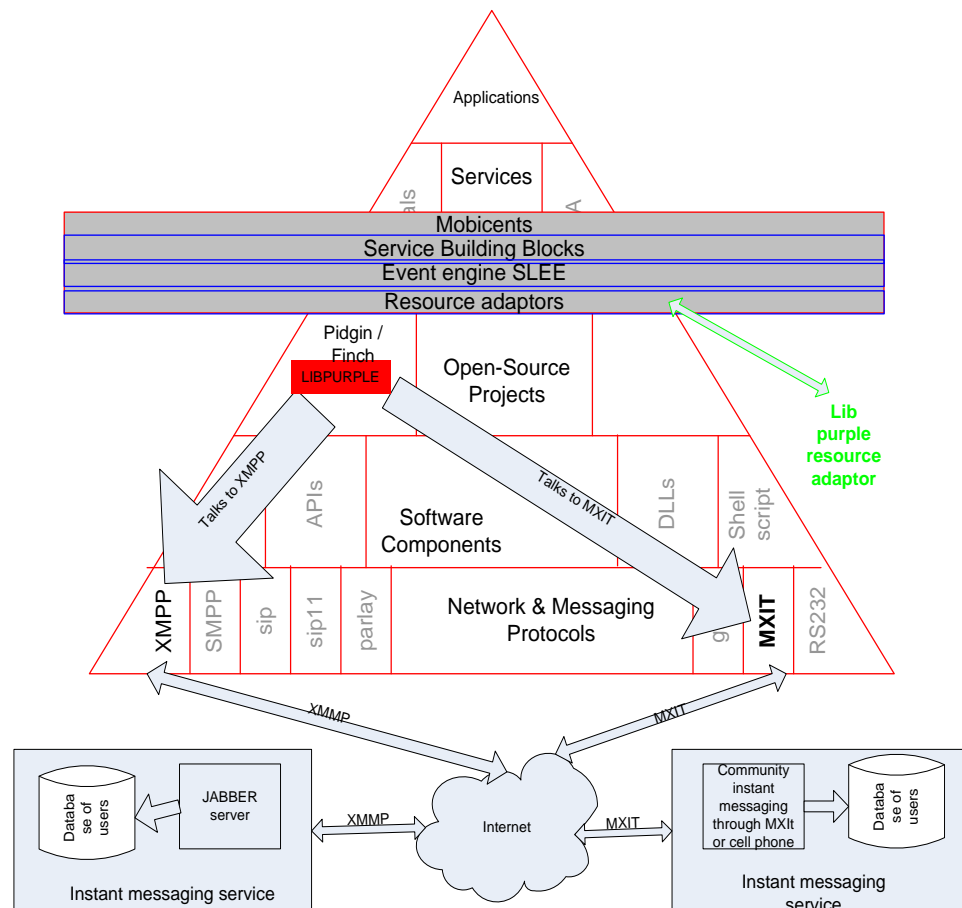 Applications
Services
als
A
Mobicents
Service Building Blocks
Event engine SLEE
Resource adaptors
Pidgin /
Finch
LIBPURPLE
Open-Source
Projects
Lib
purple
resource
adaptor
Talks to XMPP
Talks to MXIT
APIs
Software
Components
DLLs
Shell
script
XMPP
SMPP
sip
sip11
parlay
Network & Messaging
Protocols
g
MXIT
RS232
XMMP
MXIT
Databa
se of
users
JABBER
server
XMMP
Internet
MXIT
Community
instant
messaging
through MXIt
or cell phone
Databa
se of
users
Instant messaging service
Instant messaging
service